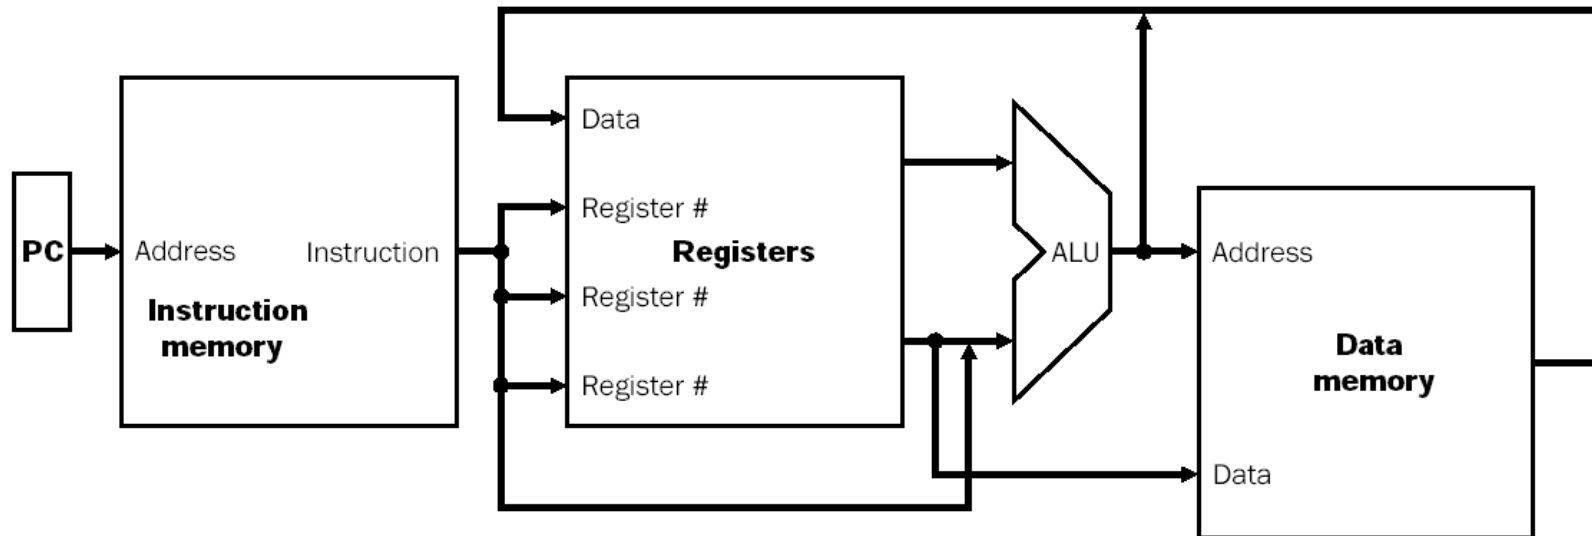 PC
Address
Instruction
Instruction
memory
Data
Register #
Registers
Register #
Register #
ALU
Address
Data
memory
Data